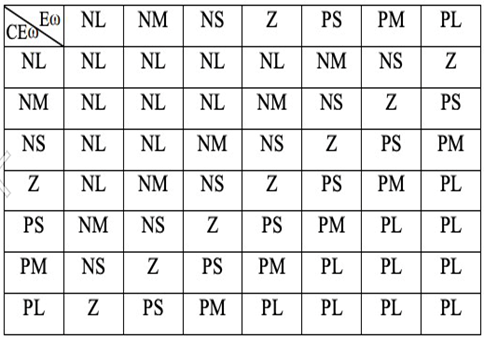 Eω NL NM NS Z PS PM PL
CEω
NL NL NL NL NL NM NS Z
NM NL NL NL NM NS Z PS
NS NL NL NM NS Z PS PM
Z NL NM NS Z PS PM PL
PS NM NS Z PS PM PL PL
PM NS Z PS PM PL PL PL
PL Z PS PM PL PL PL PL